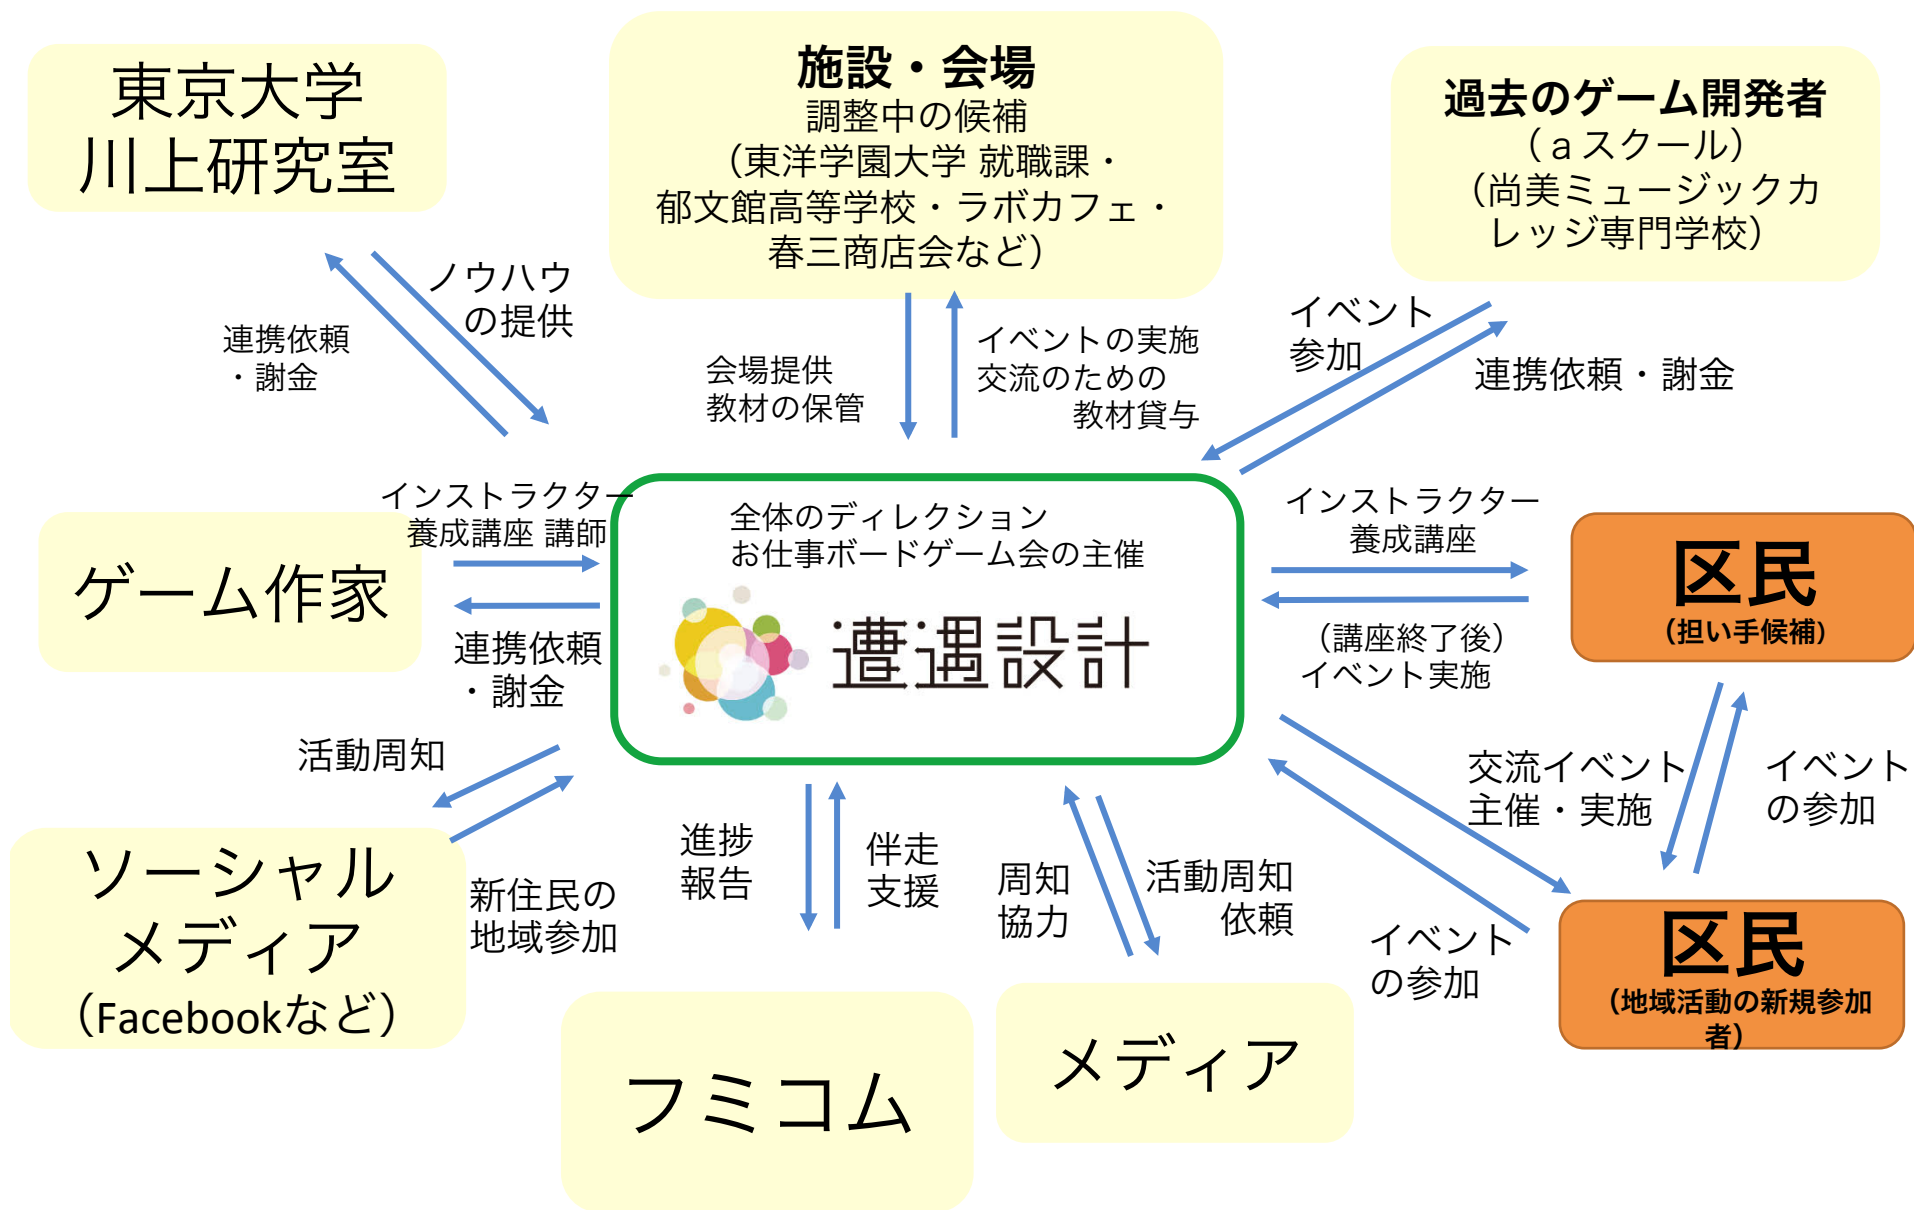 東京大学
川上研究室
施設・会場
調整中の候補
（東洋学園大学 就職課・
郁文館高等学校・ラボカフェ・
春三商店会など）
過去のゲーム開発者
（ａスクール）
（尚美ミュージックカ
レッジ専門学校）
ノウハウ
の提供
連携依頼
・謝金
会場提供
教材の保管
イベントの実施
交流のための
教材貸与
イベント
参加
連携依頼・謝金
インストラクター
養成講座 講師
ゲーム作家
連携依頼
・謝金
全体のディレクション
お仕事ボードゲーム会の主催
遭遇設計
インストラクター
養成講座
（講座終了後）
イベント実施
区民
（担い手候補）
活動周知
ソーシャル
メディア
（Facebookなど）
新住民の
地域参加
進捗
報告
伴走
支援
周知
協力
活動周知
依頼
交流イベント
主催・実施
イベント
の参加
イベント
の参加
区民
（地域活動の新規参加
者）
フミコム
メディア